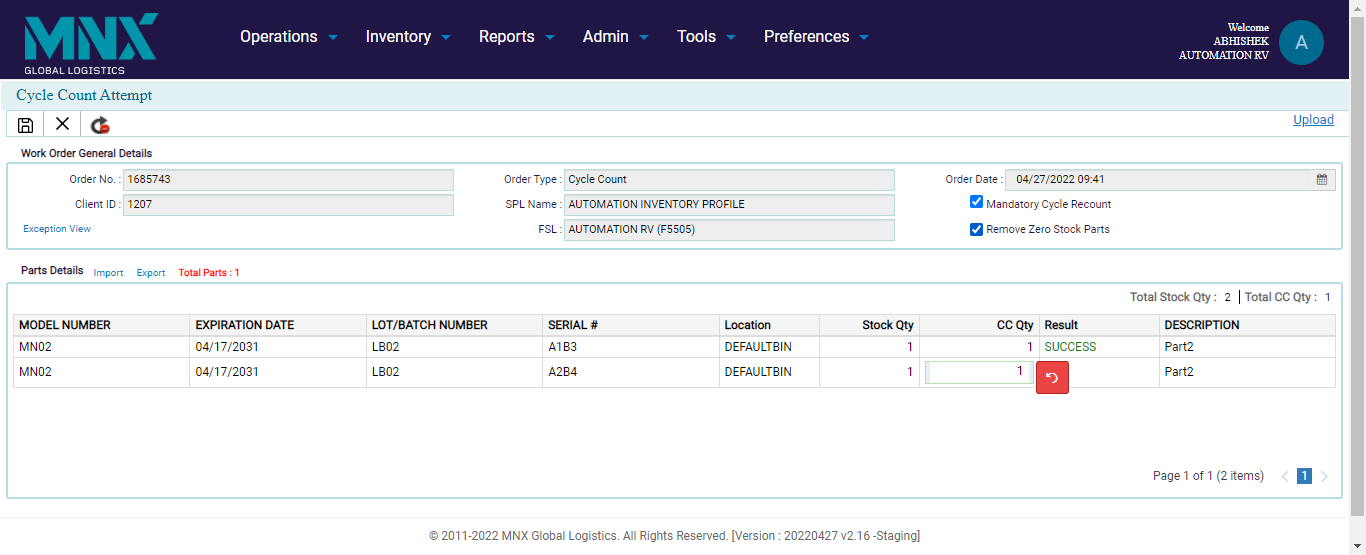 MNX
GLOBAL LOGISTICS
Operations Inventory Reports Admin Tools Preferences
Welcome
ABHISHEK
AUTOMATION RV
A
Cycle Count Attempt
Upload
Work Order General Details
Order No. : 1685743 Order Type : Cycle Count Order Date : 04/27/2022 09:41
Client ID : 1207 SPL Name : AUTOMATION INVENTORY PROFILE Mandatory Cycle Recount
Exception View FSL : AUTOMATION RV (F5505) Remove Zero Stock Parts
Parts Details Import Export Total Parts : 1
Total Stock Qty : 2 Total CC Qty : 1
MODEL NUMBER EXPIRATION DATE LOT/BATCH NUMBER SERIAL # Location Stock Qty CC Qty Result DESCRIPTION
MN02 04/17/2031 LB02 A1B3 DEFAULTBIN 1 1 SUCCESS Part2
MN02 04/17/2031 LB02 A2B4 DEFAULTBIN 1 1 Part2
Page 1 of 1 (2 items) 1
© 2011-2022 MNX Global Logistics. All Rights Reserved. [Version : 20220427 v2.16 -Staging]